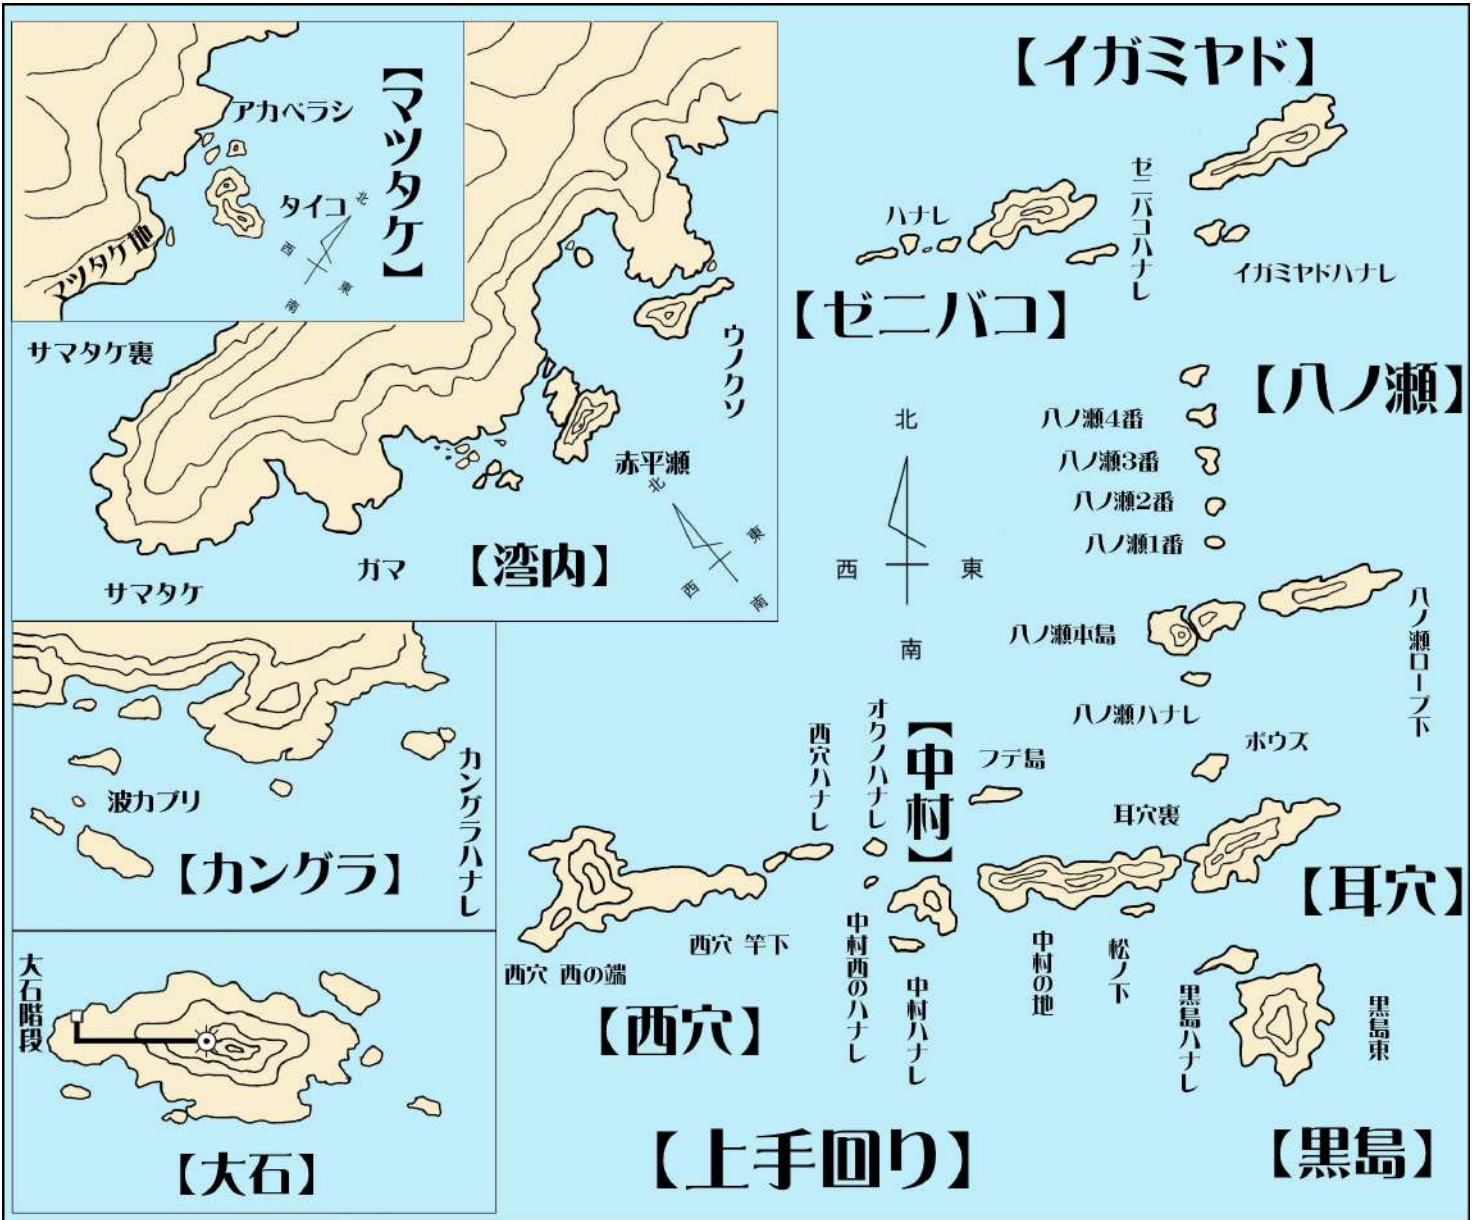 【マツタケ】
アカベラシ
タイコ
北
西
東
南
マツタケ地
サマタケ裏
ウノクソ
赤平瀬
北
東
西
南
ガマ
【湾内】
サマタケ
波カブリ
カングラハナレ
【カングラ】
大石階段
【大石】
【イガミヤド】
ゼニバコハナレ
ハナレ
イガミヤドハナレ
【ゼニバコ】
【八ノ瀬】
八ノ瀬4番
八ノ瀬3番
八ノ瀬2番
八ノ瀬1番
北
西
東
南
八ノ瀬本島
八ノ瀬ロープ下
八ノ瀬ハナレ
ボウズ
オクノハナレ
西穴ハナレ
【中村】
フデ島
耳穴裏
【耳穴】
西穴 竿下
西穴 西の端
【西穴】
中村西のハナレ
中村ハナレ
中村の地
松ノ下
黒島ハナレ
黒島東
【上手回り】
【黒島】